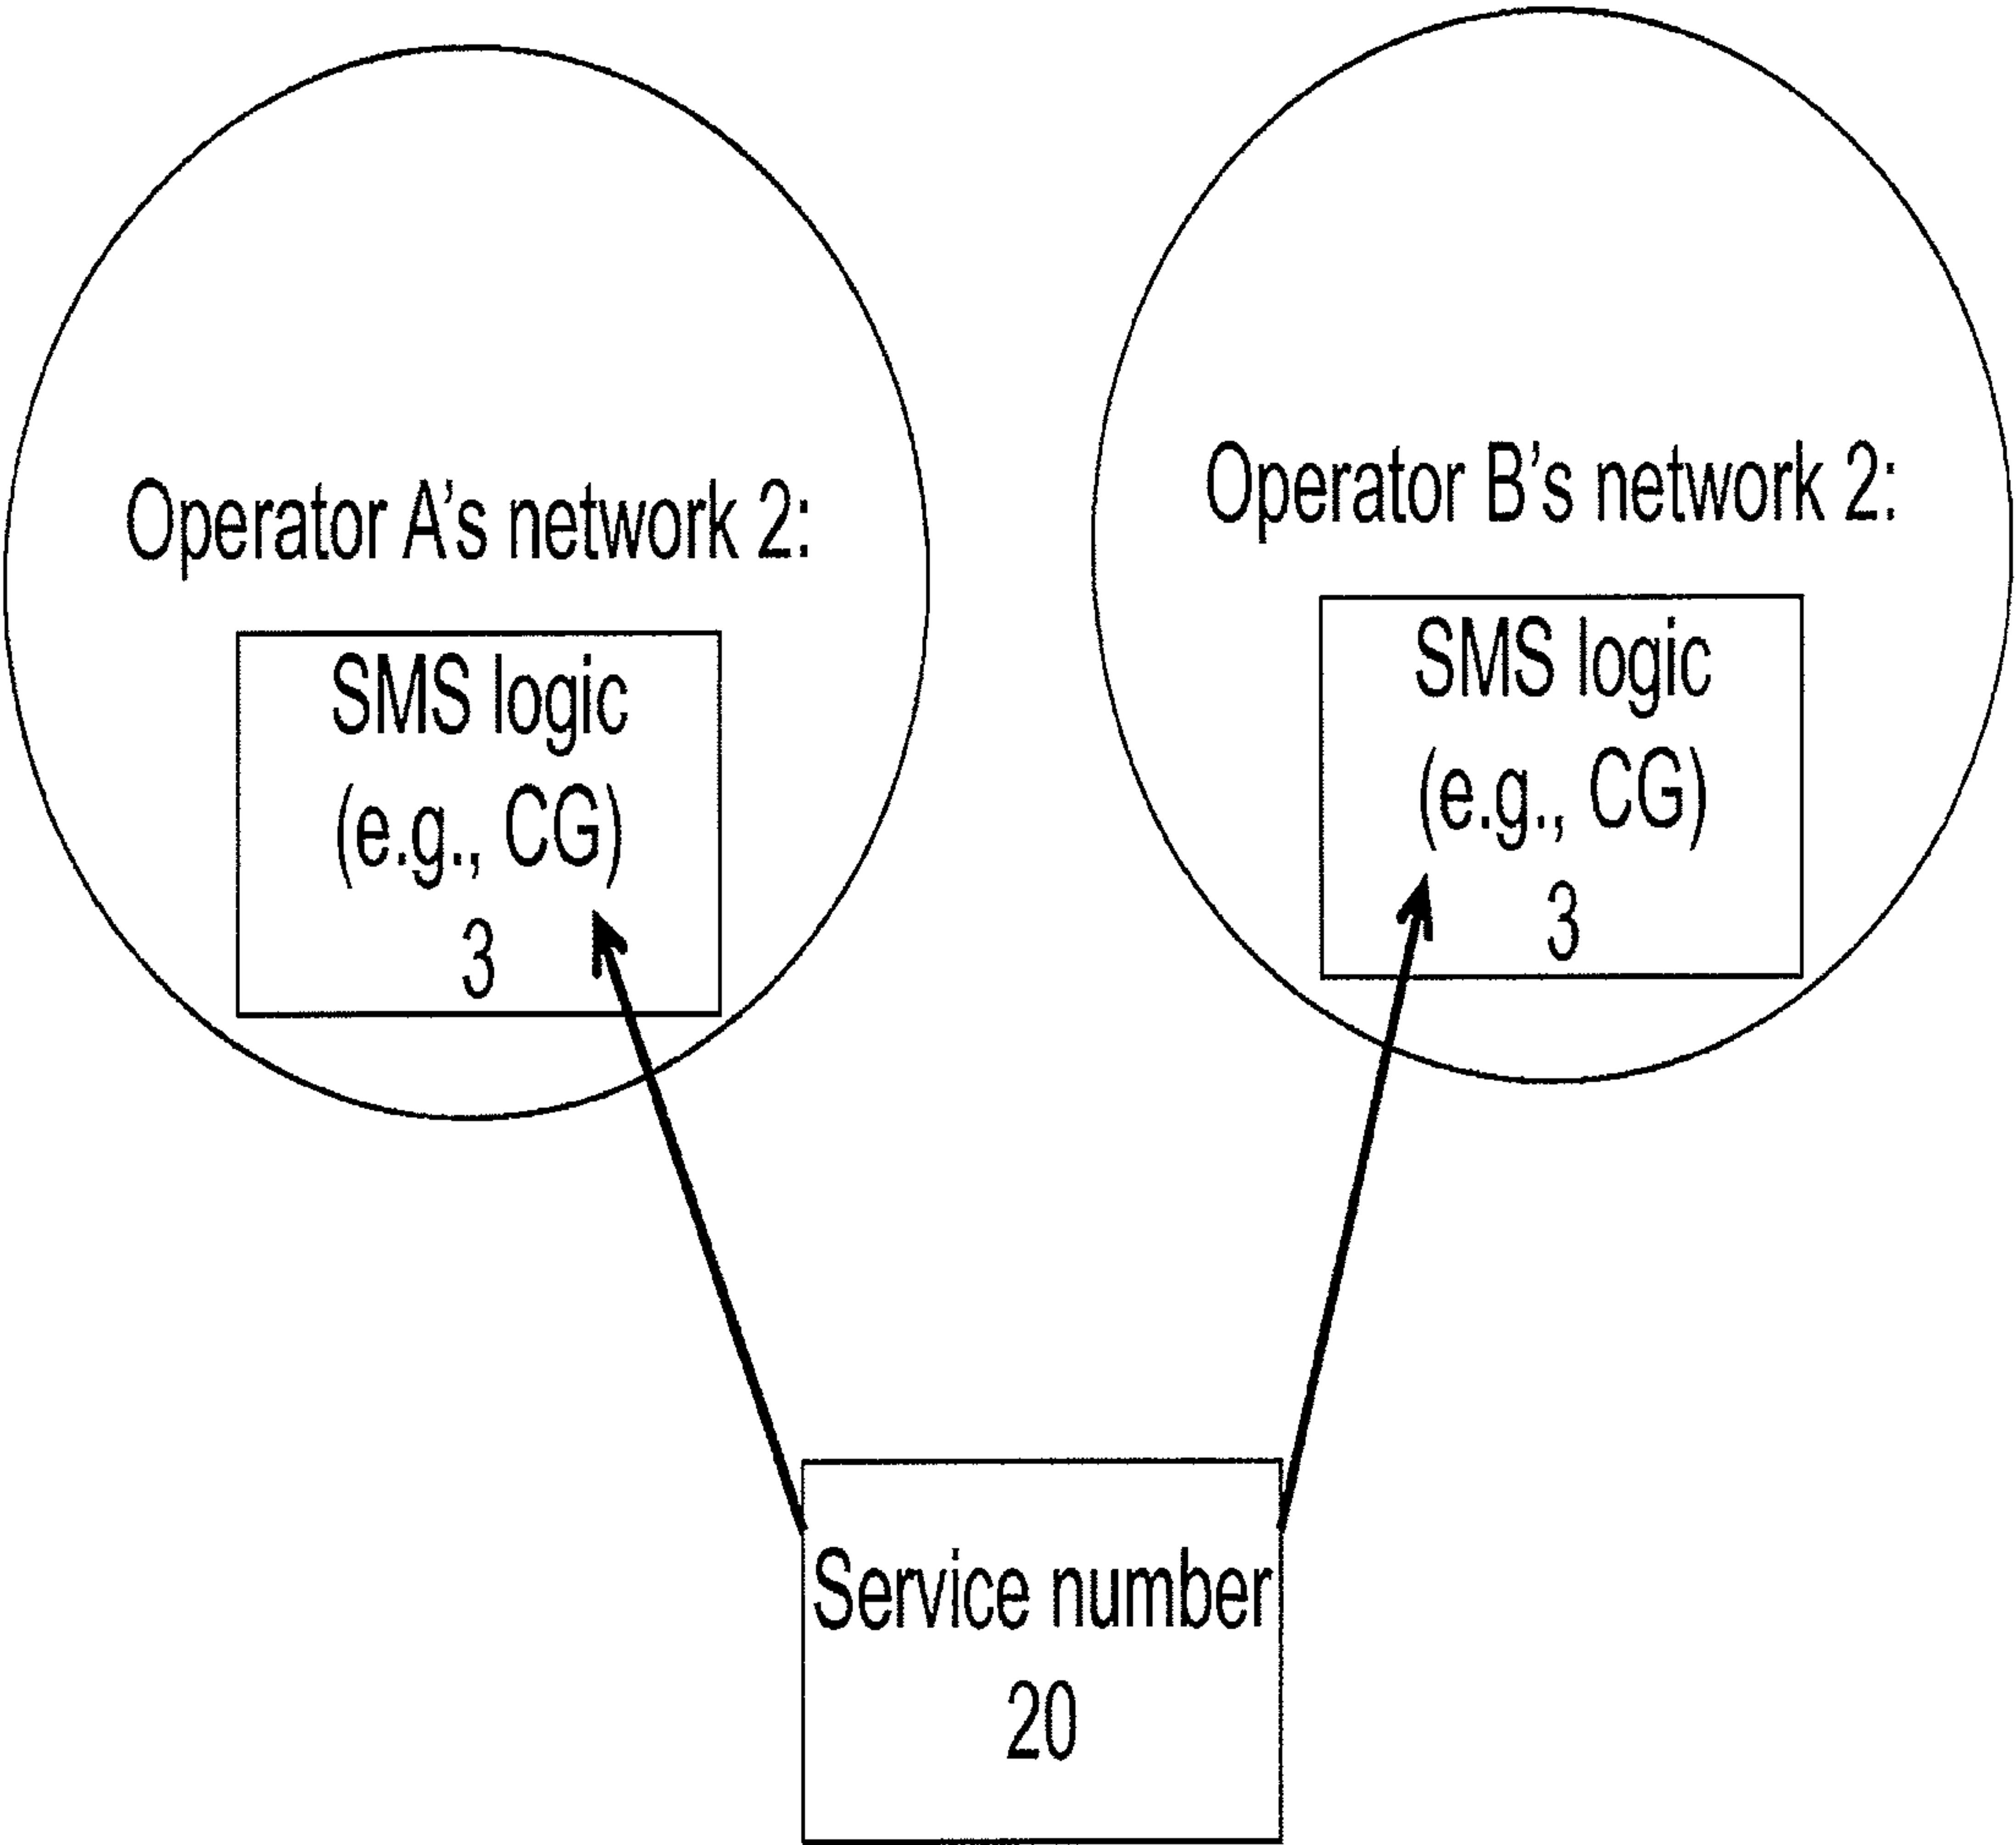 Operator A's network 2:
SMS logic
(e.g., CG)
3
Operator B's network 2:
SMS logic
(e.g., CG)
3
Service number
20